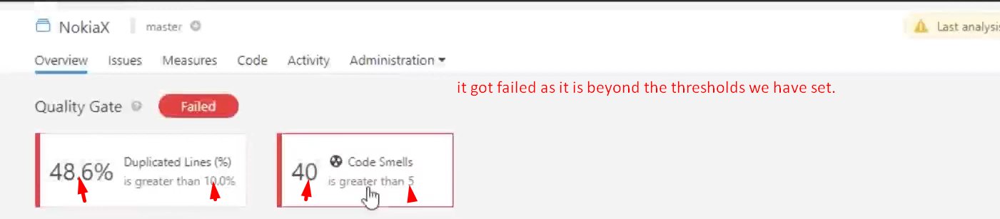 NokiaX master
Last analysis
Overview Issues Measures Code Activity Administration
it got failed as it is beyond the thresholds we have set.
Quality Gate Failed
48.6% Duplicated Lines (%)
is greater than 10.0%
40 Code Smells
is greater than 5